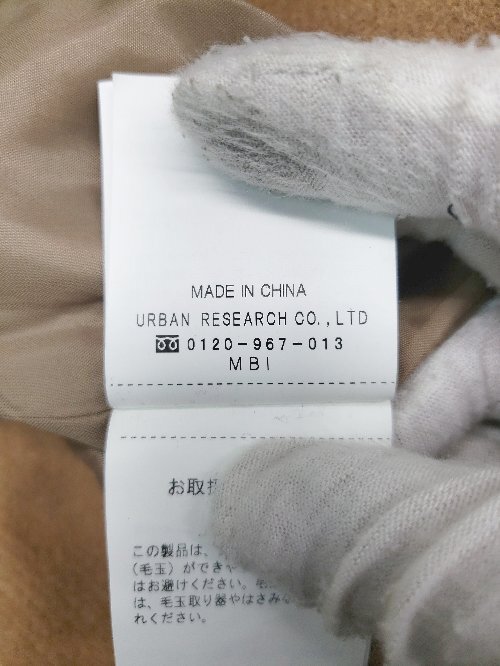 MADE IN CHINA
URBAN RESEARCH CO.,LTD
0120-967-013
MBI
お取扱
この製品は、
(毛玉)ができや
はお避けください。そ
は、毛玉取り器やはさみ
れください。